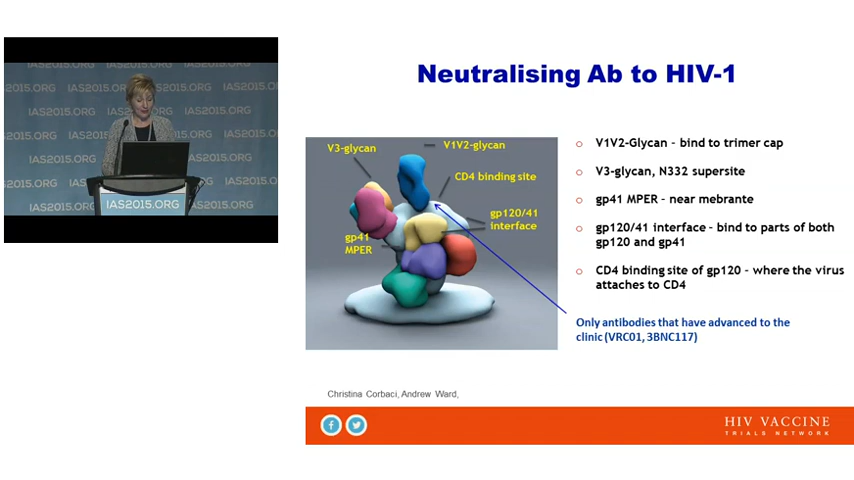 Neutralising Ab to HIV-1
IAS2015.ORG IAS2015.ORG
IAS2015.ORG
IAS2015.ORG
IAS2015.ORG
V3-glycan
V1V2-glycan
CD4 binding site
gp120/41
interface
gp41
MPER
V1V2-Glycan – bind to trimer cap
V3-glycan, N332 supersite
gp41 MPER – near mebrante
gp120/41 interface – bind to parts of both
gp120 and gp41
CD4 binding site of gp120 – where the virus
attaches to CD4
Only antibodies that have advanced to the
clinic (VRC01, 3BNC117)
Christina Corbaci, Andrew Ward,
HIV VACCINE
TRIALS NETWORK